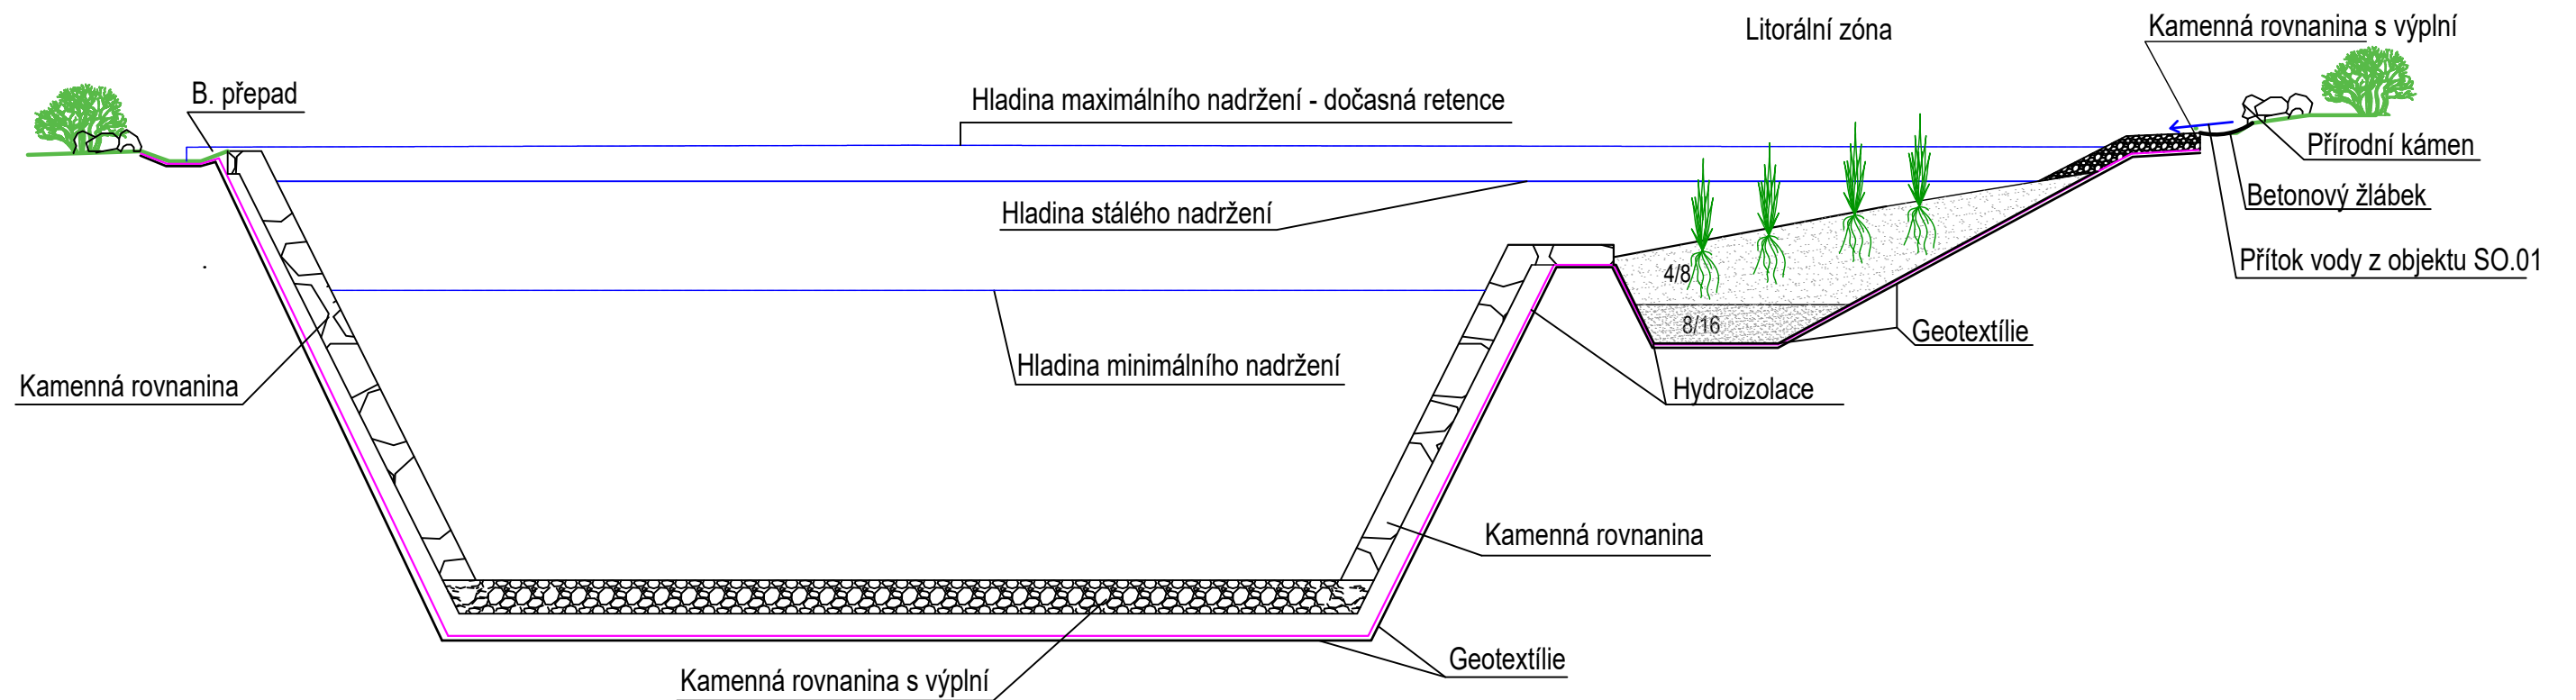 Litorální zóna
Kamenná rovnanina s výplní
B. přepad
Hladina maximálního nadržení - dočasná retence
Přírodní kámen
Hladina stálého nadržení
Betonový žlábek
Přítok vody z objektu SO.01
4/8
8/16
Geotextílie
Hladina minimálního nadržení
Kamenná rovnanina
Hydroizolace
Kamenná rovnanina
Geotextílie
Kamenná rovnanina s výplní